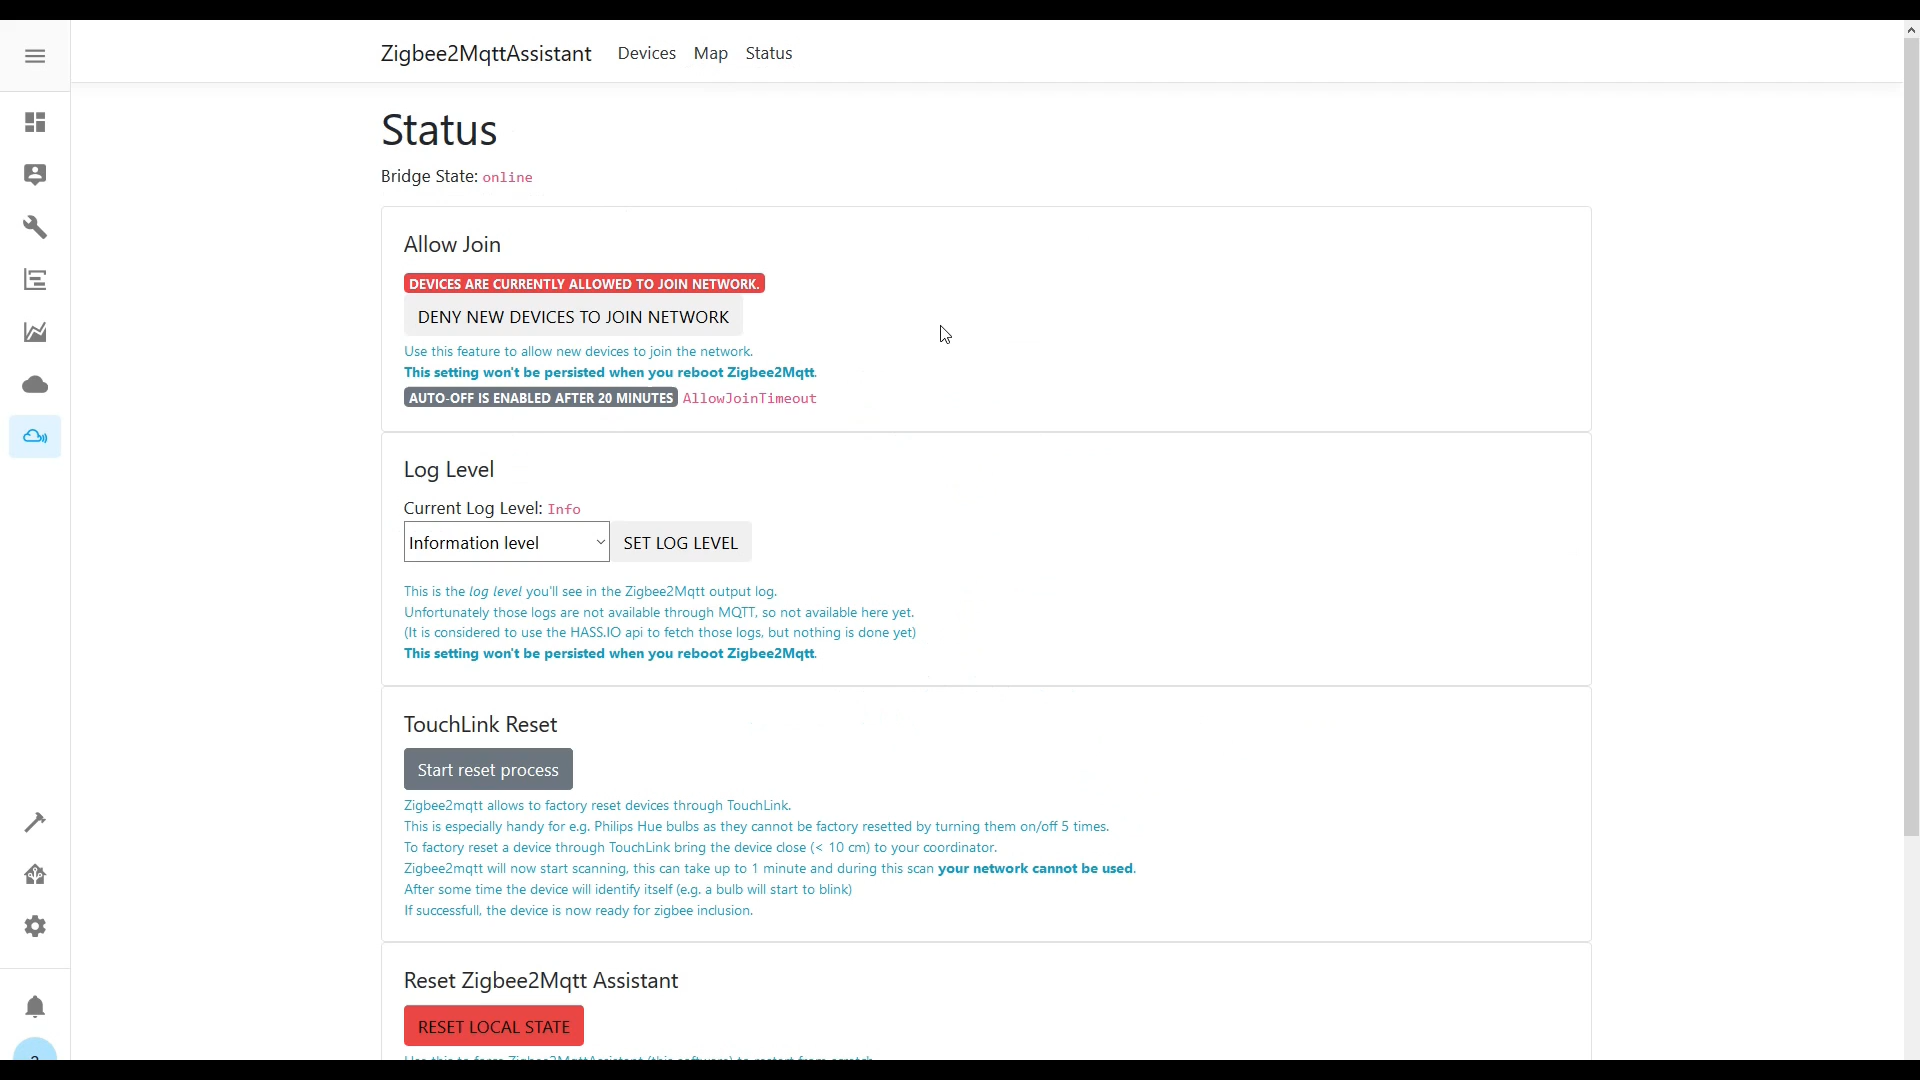 Zigbee2MqttAssistant Devices Map Status
Status
Bridge State: online
Allow Join
DEVICES ARE CURRENTLY ALLOWED TO JOIN NETWORK.
DENY NEW DEVICES TO JOIN NETWORK
Use this feature to allow new devices to join the network.
This setting won't be persisted when you reboot Zigbee2Mqtt.
AUTO-OFF IS ENABLED AFTER 20 MINUTES AllowJoinTimeout
Log Level
Current Log Level: Info
Information level SET LOG LEVEL
This is the log level you'll see in the Zigbee2Mqtt output log.
Unfortunately those logs are not available through MQTT, so not available here yet.
(It is considered to use the HASS.IO api to fetch those logs, but nothing is done yet)
This setting won't be persisted when you reboot Zigbee2Mqtt.
TouchLink Reset
Start reset process
Zigbee2mqtt allows to factory reset devices through TouchLink.
This is especially handy for e.g. Philips Hue bulbs as they cannot be factory resetted by turning them on/off 5 times.
To factory reset a device through TouchLink bring the device close (< 10 cm) to your coordinator.
Zigbee2mqtt will now start scanning, this can take up to 1 minute and during this scan your network cannot be used.
After some time the device will identify itself (e.g. a bulb will start to blink)
If successfull, the device is now ready for zigbee inclusion.
Reset Zigbee2Mqtt Assistant
RESET LOCAL STATE
Use this to force Zigbee2MqttAssistant (this software) to restart from scratch